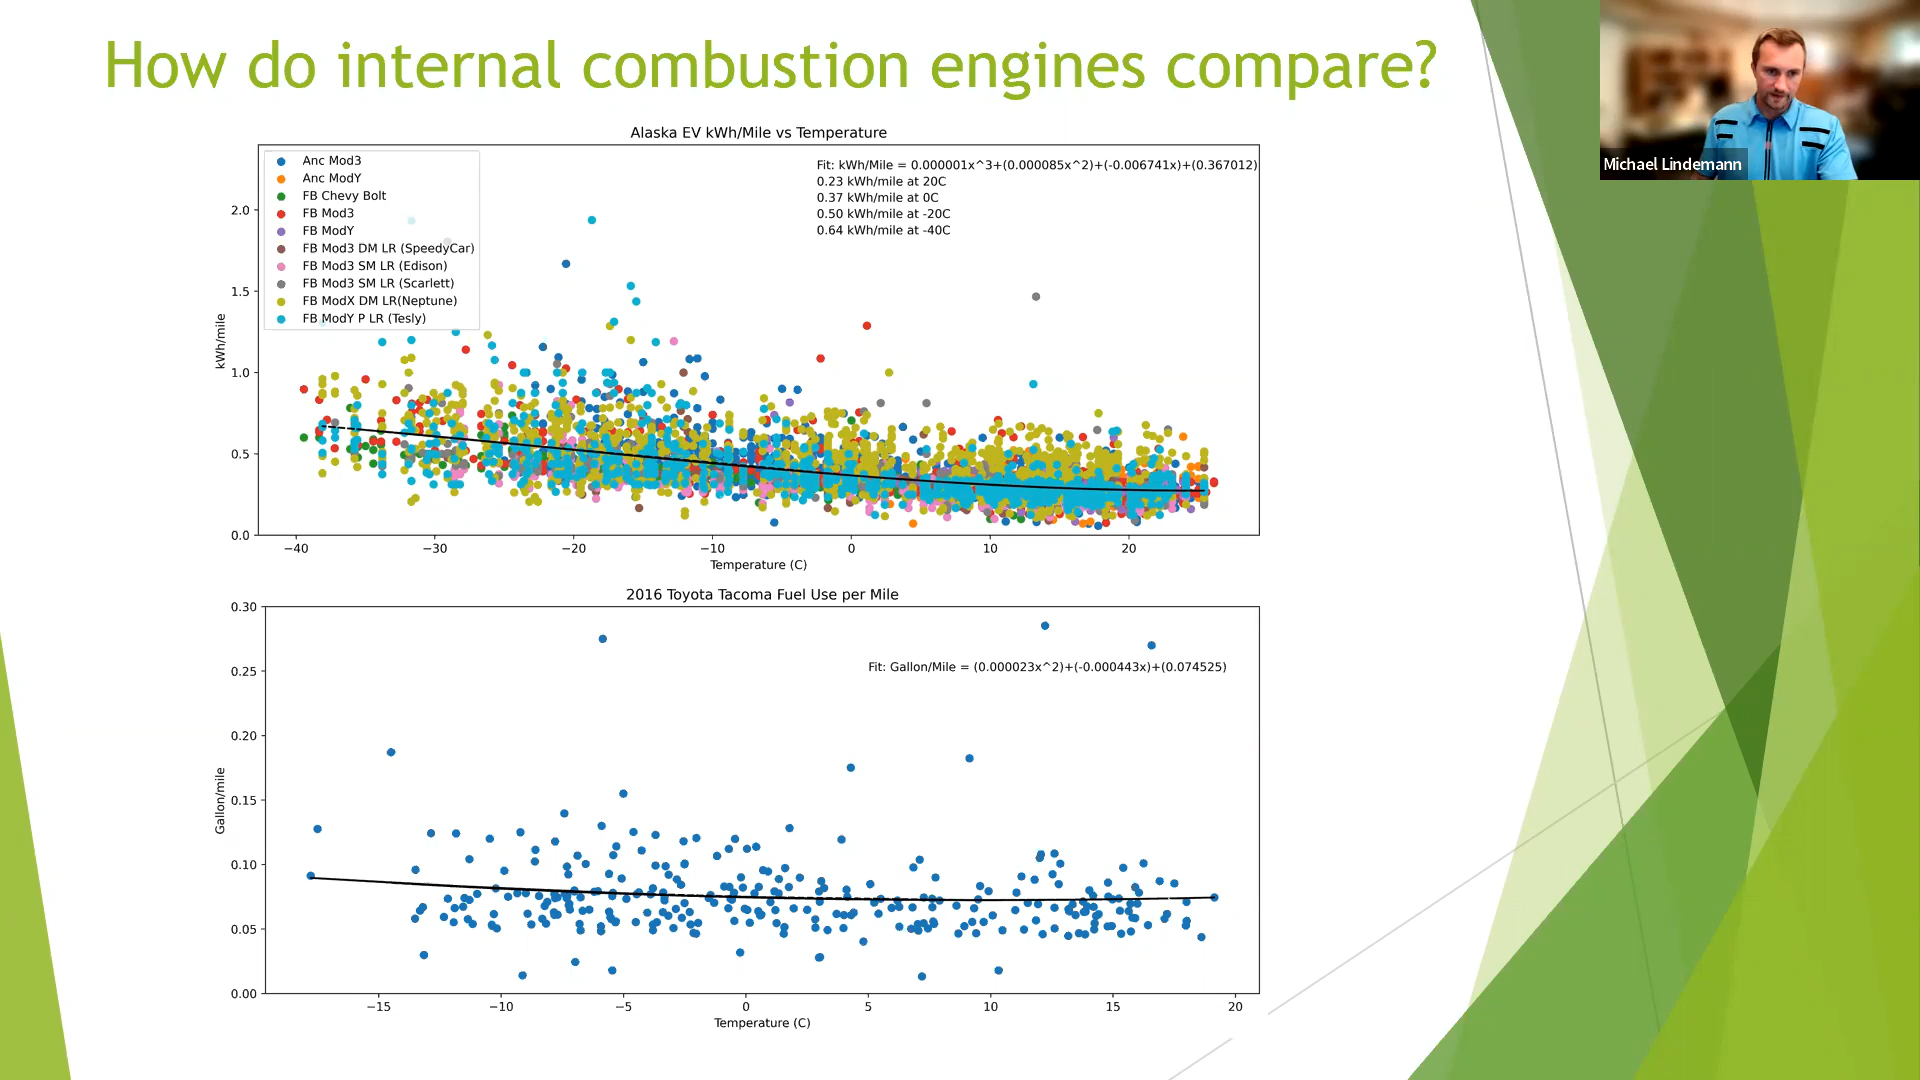 How do internal combustion engines compare?
Michael Lindemann
Alaska EV kWh/Mile vs Temperature
Anc Mod3
Anc ModY
FB Chevy Bolt
FB Mod3
FB ModY
FB Mod3 DM LR (SpeedyCar)
FB Mod3 SM LR (Edison)
FB Mod3 SM LR (Scarlett)
FB ModX DM LR(Neptune)
FB ModY P LR (Tesly)
Fit: kWh/Mile = 0.000001x^3+(0.000085x^2)+(-0.006741x)+(0.367012)
0.23 kWh/mile at 20C
0.37 kWh/mile at 0C
0.50 kWh/mile at -20C
0.64 kWh/mile at -40C
kWh/mile
2.0
1.5
1.0
0.5
0.0
−40 −30 −20 −10 0 10 20
Temperature (C)
2016 Toyota Tacoma Fuel Use per Mile
Fit: Gallon/Mile = (0.000023x^2)+(-0.000443x)+(0.074525)
Gallon/mile
0.30
0.25
0.20
0.15
0.10
0.05
0.00
−15 −10 −5 0 5 10 15 20
Temperature (C)